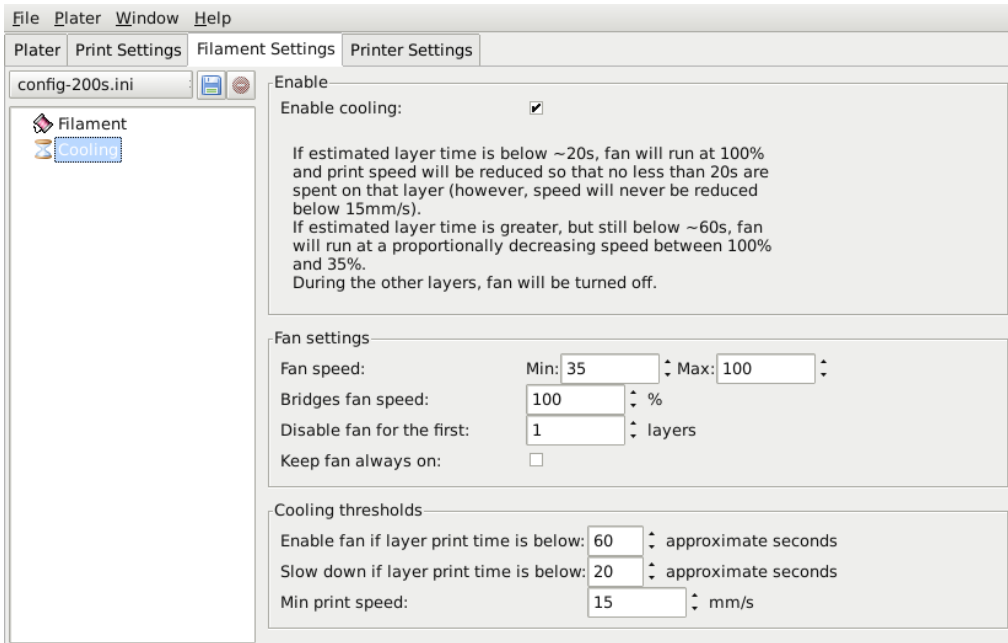 File Plater Window Help
Plater Print Settings Filament Settings Printer Settings
config-200s.ini
Filament
Cooling
Enable
Enable cooling:
If estimated layer time is below ~20s, fan will run at 100%
and print speed will be reduced so that no less than 20s are
spent on that layer (however, speed will never be reduced
below 15mm/s).
If estimated layer time is greater, but still below ~60s, fan
will run at a proportionally decreasing speed between 100%
and 35%.
During the other layers, fan will be turned off.
Fan settings
Fan speed: Min: 35 Max: 100
Bridges fan speed: 100 %
Disable fan for the first: 1 layers
Keep fan always on:
Cooling thresholds
Enable fan if layer print time is below: 60 approximate seconds
Slow down if layer print time is below: 20 approximate seconds
Min print speed: 15 mm/s